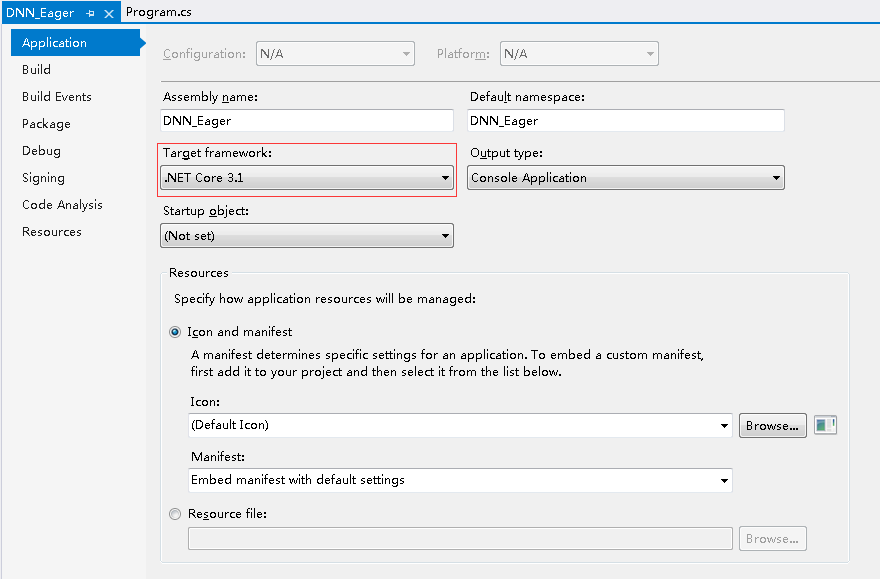 DNN_Eager
Program.cs
Application
Build
Build Events
Package
Debug
Signing
Code Analysis
Resources
Configuration: N/A
Platform: N/A
Assembly name:
DNN_Eager
Default namespace:
DNN_Eager
Target framework:
.NET Core 3.1
Output type:
Console Application
Startup object:
(Not set)
Resources
Specify how application resources will be managed:
Icon and manifest
A manifest determines specific settings for an application. To embed a custom manifest,
first add it to your project and then select it from the list below.
Icon:
(Default Icon)
Browse...
Manifest:
Embed manifest with default settings
Resource file:
Browse...